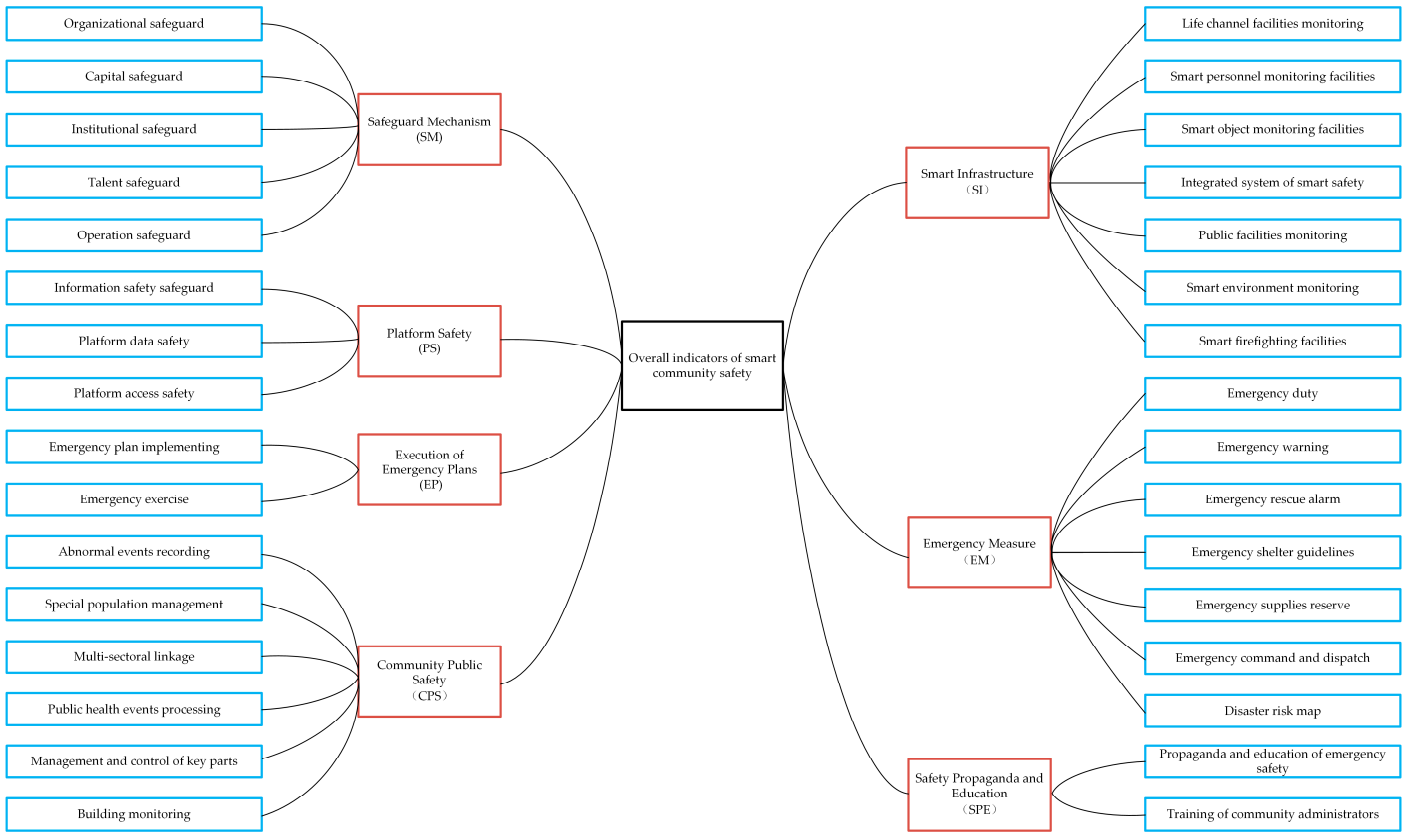 Organizational safeguard
Capital safeguard
Institutional safeguard
Talent safeguard
Operation safeguard
Information safety safeguard
Platform data safety
Platform access safety
Emergency plan implementing
Emergency exercise
Abnormal events recording
Special population management
Multi-sectoral linkage
Public health events processing
Management and control of key parts
Building monitoring
Safeguard Mechanism
(SM)
Platform Safety
(PS)
Execution of
Emergency Plans
(EP)
Community Public
Safety
（CPS）
Overall indicators of smart
community safety
Smart Infrastructure
（SI）
Emergency Measure
（EM）
Safety Propaganda and
Education
（SPE）
Life channel facilities monitoring
Smart personnel monitoring facilities
Smart object monitoring facilities
Integrated system of smart safety
Public facilities monitoring
Smart environment monitoring
Smart firefighting facilities
Emergency duty
Emergency warning
Emergency rescue alarm
Emergency shelter guidelines
Emergency supplies reserve
Emergency command and dispatch
Disaster risk map
Propaganda and education of emergency
safety
Training of community administrators